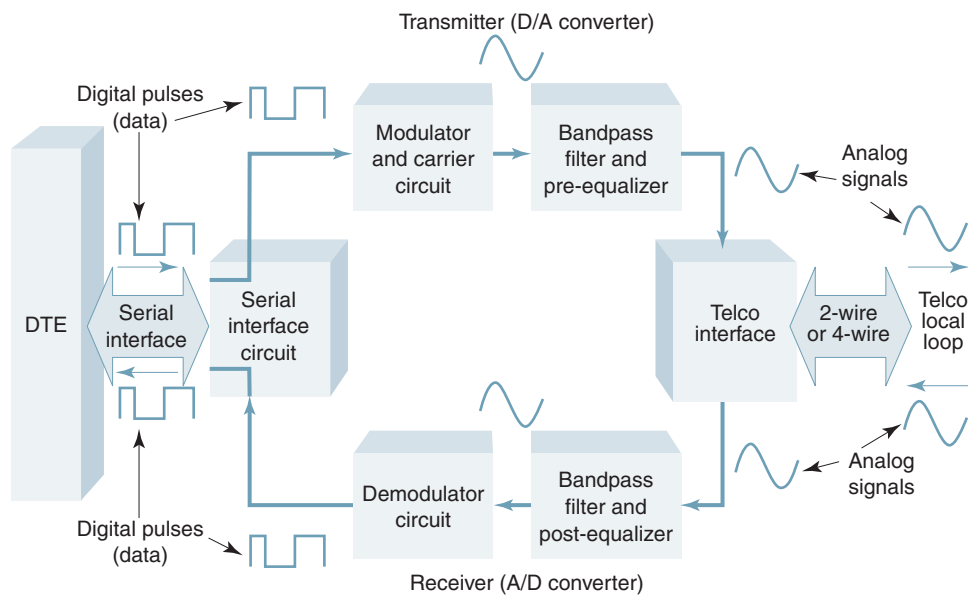 Transmitter (D/A converter)
Digital pulses
(data)
Modulator
and carrier
circuit
Bandpass
filter and
pre-equalizer
Analog
signals
DTE
Serial
interface
Serial
interface
circuit
Telco
interface
2-wire
or 4-wire
Telco
local
loop
Demodulator
circuit
Bandpass
filter and
post-equalizer
Analog
signals
Digital pulses
(data)
Receiver (A/D converter)